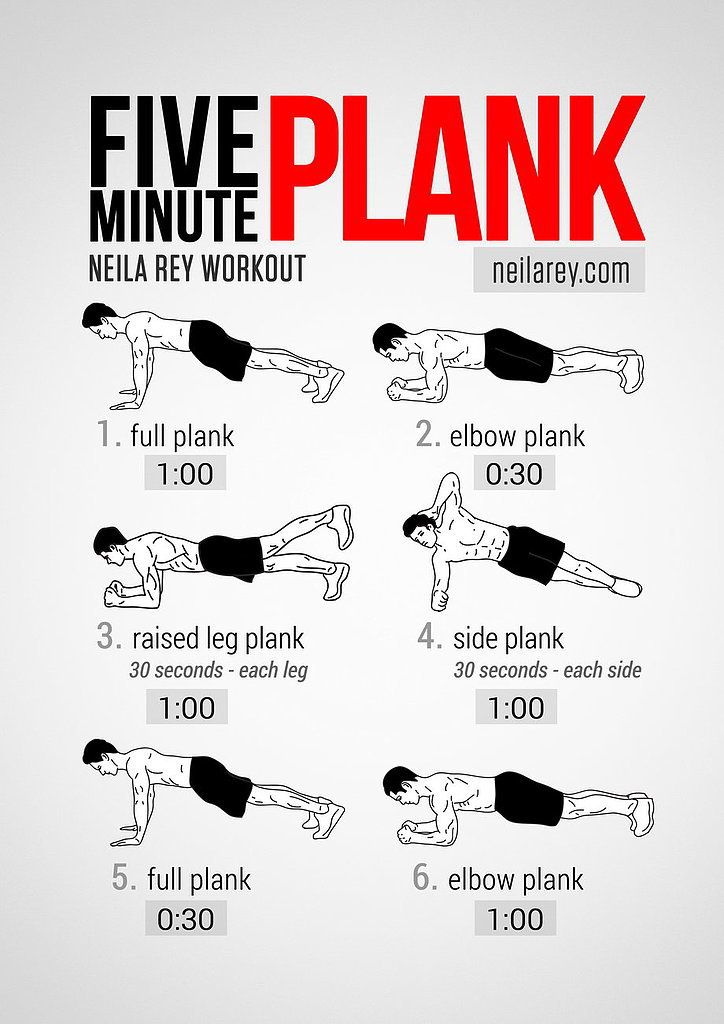 FIVE
MINUTE
PLANK
NEILA REY WORKOUT
neilarey.com
1. full plank
1:00
2. elbow plank
0:30
3. raised leg plank
30 seconds - each leg
1:00
4. side plank
30 seconds - each side
1:00
5. full plank
0:30
6. elbow plank
1:00